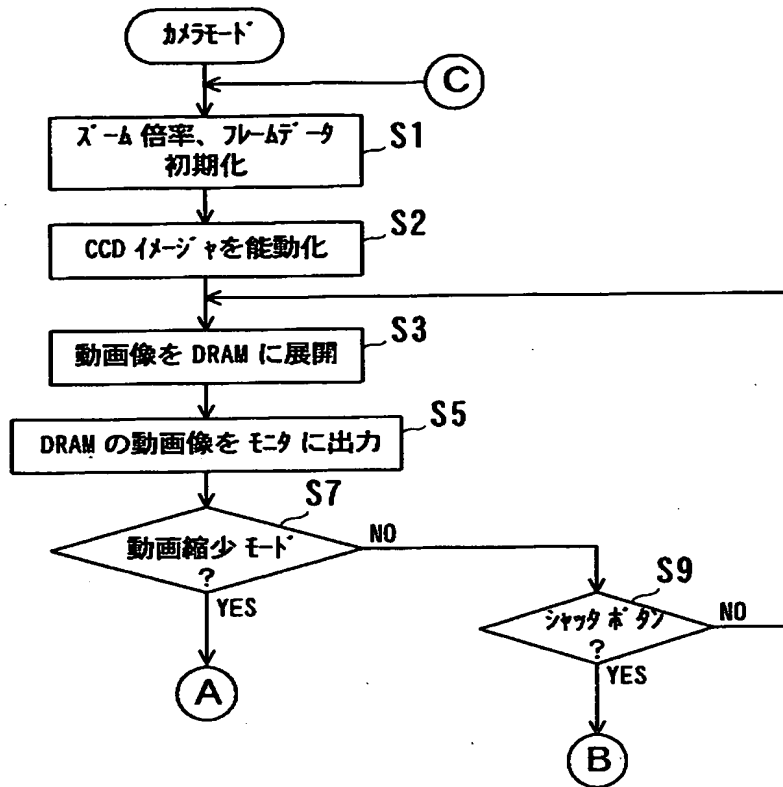 カメラモード
C
ズーム倍率、フレームデータ
初期化
S1
CCD イメージャを能動化
S2
動画像を DRAM に展開
S3
DRAM の動画像を モニタ に出力
S5
動画縮少 モード
?
S7
NO
YES
シャッタ ボタン
?
S9
NO
YES
A
B